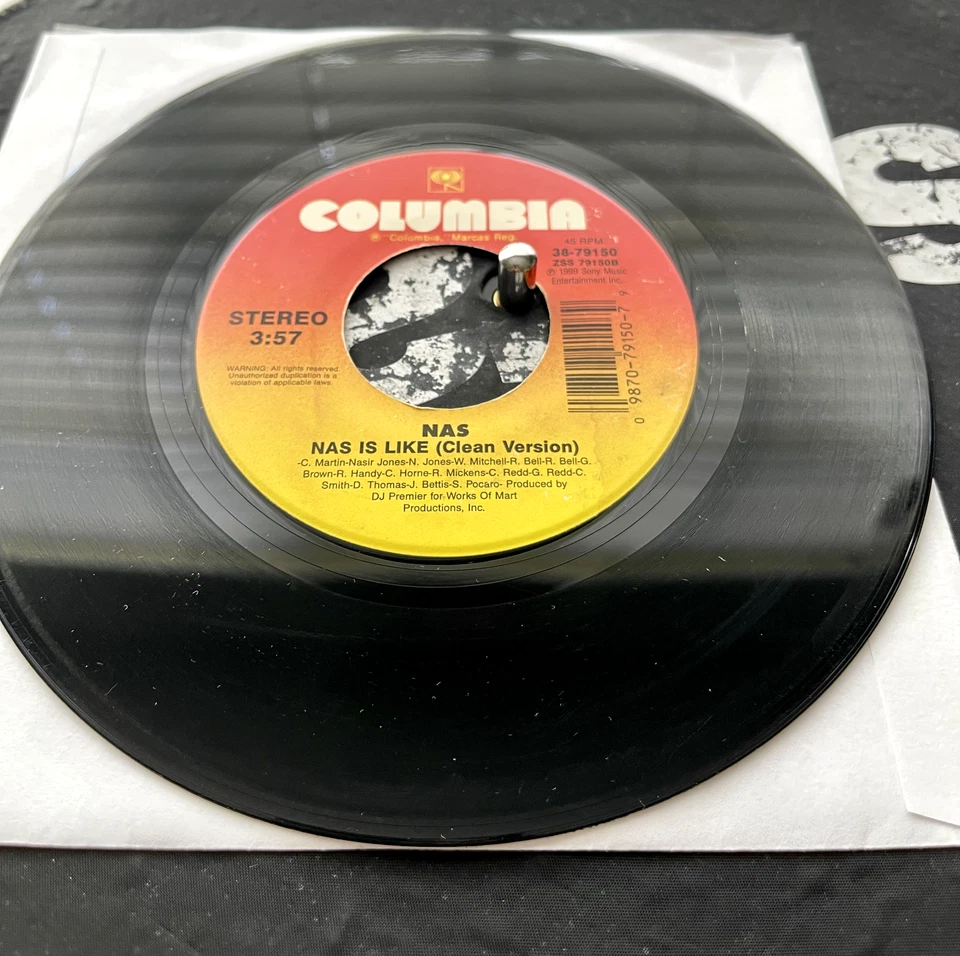 COLUMBIA
® "Columbia," Marcas Reg.
45 RPM
38-79150
ZSS 79150B
℗ 1999 Sony Music
Entertainment Inc.
STEREO
3:57
WARNING: All rights reserved.
Unauthorized duplication is a
violation of applicable laws.
0 9870-79150-7 9
NAS
NAS IS LIKE (Clean Version)
-C. Martin-Nasir Jones-N. Jones-W. Mitchell-R. Bell-R. Bell-G.
Brown-R. Handy-C. Horne-R. Mickens-C. Redd-G. Redd-C.
Smith-D. Thomas-J. Bettis-S. Pocaro- Produced by
DJ Premier for Works Of Mart
Productions, Inc.